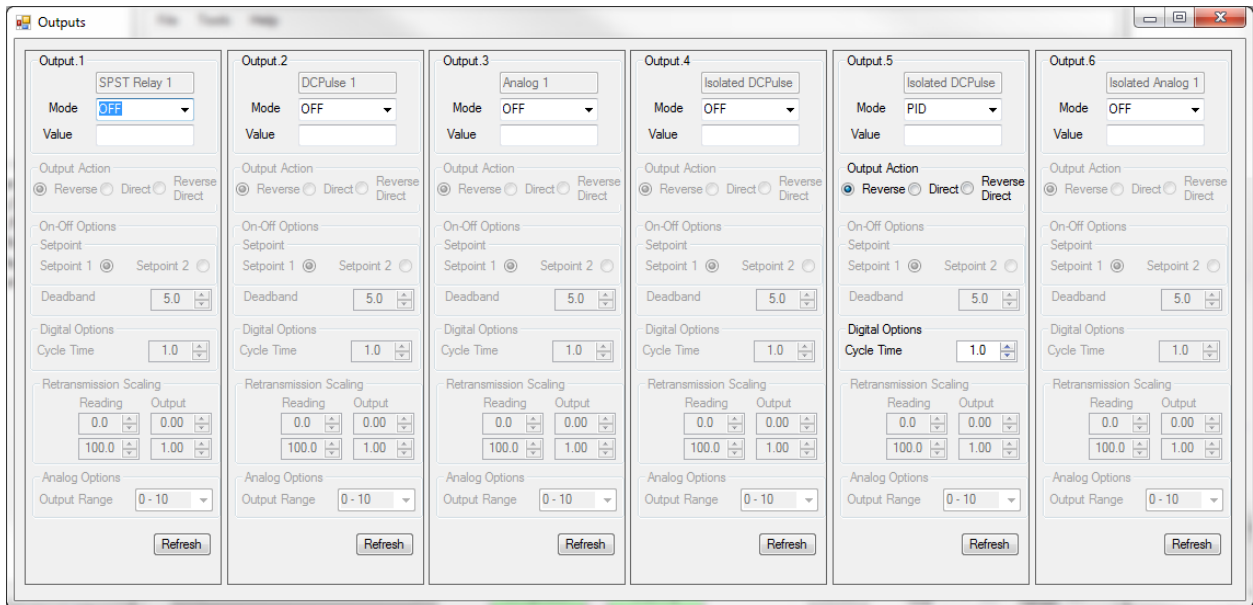 Outputs
File Tools Help
Output.1
SPST Relay 1
Mode OFF
Value
Output Action
Reverse Direct Reverse Direct
On-Off Options
Setpoint
Setpoint 1 Setpoint 2
Deadband 5.0
Digital Options
Cycle Time 1.0
Retransmission Scaling
Reading Output
0.0 0.00
100.0 1.00
Analog Options
Output Range 0 - 10
Refresh
Output.2
DCPulse 1
Mode OFF
Value
Output Action
Reverse Direct Reverse Direct
On-Off Options
Setpoint
Setpoint 1 Setpoint 2
Deadband 5.0
Digital Options
Cycle Time 1.0
Retransmission Scaling
Reading Output
0.0 0.00
100.0 1.00
Analog Options
Output Range 0 - 10
Refresh
Output.3
Analog 1
Mode OFF
Value
Output Action
Reverse Direct Reverse Direct
On-Off Options
Setpoint
Setpoint 1 Setpoint 2
Deadband 5.0
Digital Options
Cycle Time 1.0
Retransmission Scaling
Reading Output
0.0 0.00
100.0 1.00
Analog Options
Output Range 0 - 10
Refresh
Output.4
Isolated DCPulse
Mode OFF
Value
Output Action
Reverse Direct Reverse Direct
On-Off Options
Setpoint
Setpoint 1 Setpoint 2
Deadband 5.0
Digital Options
Cycle Time 1.0
Retransmission Scaling
Reading Output
0.0 0.00
100.0 1.00
Analog Options
Output Range 0 - 10
Refresh
Output.5
Isolated DCPulse
Mode PID
Value
Output Action
Reverse Direct Reverse Direct
On-Off Options
Setpoint
Setpoint 1 Setpoint 2
Deadband 5.0
Digital Options
Cycle Time 1.0
Retransmission Scaling
Reading Output
0.0 0.00
100.0 1.00
Analog Options
Output Range 0 - 10
Refresh
Output.6
Isolated Analog 1
Mode OFF
Value
Output Action
Reverse Direct Reverse Direct
On-Off Options
Setpoint
Setpoint 1 Setpoint 2
Deadband 5.0
Digital Options
Cycle Time 1.0
Retransmission Scaling
Reading Output
0.0 0.00
100.0 1.00
Analog Options
Output Range 0 - 10
Refresh